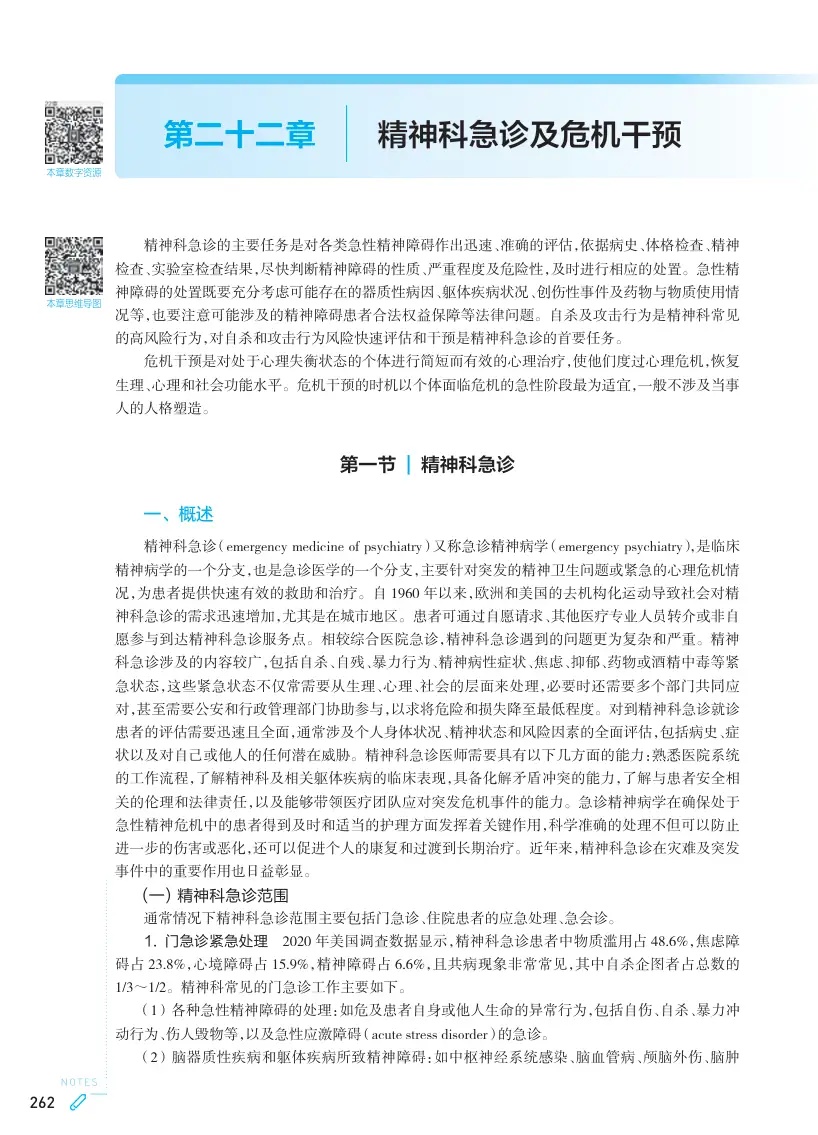 第二十二章 精神科急诊及危机干预
本章数字资源
本章思维导图
精神科急诊的主要任务是对各类急性精神障碍作出迅速、准确的评估,依据病史、体格检查、精神
检查、实验室检查结果,尽快判断精神障碍的性质、严重程度及危险性,及时进行相应的处置。急性精
神障碍的处置既要充分考虑可能存在的器质性病因、躯体疾病状况、创伤性事件及药物与物质使用情
况等,也要注意可能涉及的精神障碍患者合法权益保障等法律问题。自杀及攻击行为是精神科常见
的高风险行为,对自杀和攻击行为风险快速评估和干预是精神科急诊的首要任务。
危机干预是对处于心理失衡状态的个体进行简短而有效的心理治疗,使他们度过心理危机,恢复
生理、心理和社会功能水平。危机干预的时机以个体面临危机的急性阶段最为适宜,一般不涉及当事
人的人格塑造。
第一节 | 精神科急诊
一、概述
精神科急诊(emergency medicine of psychiatry)又称急诊精神病学(emergency psychiatry),是临床
精神病学的一个分支,也是急诊医学的一个分支,主要针对突发的精神卫生问题或紧急的心理危机情
况,为患者提供快速有效的救助和治疗。自 1960 年以来,欧洲和美国的去机构化运动导致社会对精
神科急诊的需求迅速增加,尤其是在城市地区。患者可通过自愿请求、其他医疗专业人员转介或非自
愿参与到达精神科急诊服务点。相较综合医院急诊,精神科急诊遇到的问题更为复杂和严重。精神
科急诊涉及的内容较广,包括自杀、自残、暴力行为、精神病性症状、焦虑、抑郁、药物或酒精中毒等紧
急状态,这些紧急状态不仅常需要从生理、心理、社会的层面来处理,必要时还需要多个部门共同应
对,甚至需要公安和行政管理部门协助参与,以求将危险和损失降至最低程度。对到精神科急诊就诊
患者的评估需要迅速且全面,通常涉及个人身体状况、精神状态和风险因素的全面评估,包括病史、症
状以及对自己或他人的任何潜在威胁。精神科急诊医师需要具有以下几方面的能力:熟悉医院系统
的工作流程,了解精神科及相关躯体疾病的临床表现,具备化解矛盾冲突的能力,了解与患者安全相
关的伦理和法律责任,以及能够带领医疗团队应对突发危机事件的能力。急诊精神病学在确保处于
急性精神危机中的患者得到及时和适当的护理方面发挥着关键作用,科学准确的处理不但可以防止
进一步的伤害或恶化,还可以促进个人的康复和过渡到长期治疗。近年来,精神科急诊在灾难及突发
事件中的重要作用也日益彰显。
(一)精神科急诊范围
通常情况下精神科急诊范围主要包括门急诊、住院患者的应急处理、急会诊。
1. 门急诊紧急处理 2020 年美国调查数据显示,精神科急诊患者中物质滥用占 48.6%,焦虑障
碍占 23.8%,心境障碍占 15.9%,精神障碍占 6.6%,且共病现象非常常见,其中自杀企图者占总数的
1/3～1/2。精神科常见的门急诊工作主要如下。
(1)各种急性精神障碍的处理:如危及患者自身或他人生命的异常行为,包括自伤、自杀、暴力冲
动行为、伤人毁物等,以及急性应激障碍(acute stress disorder)的急诊。
(2)脑器质性疾病和躯体疾病所致精神障碍:如中枢神经系统感染、脑血管病、颅脑外伤、脑肿
NOTES
262